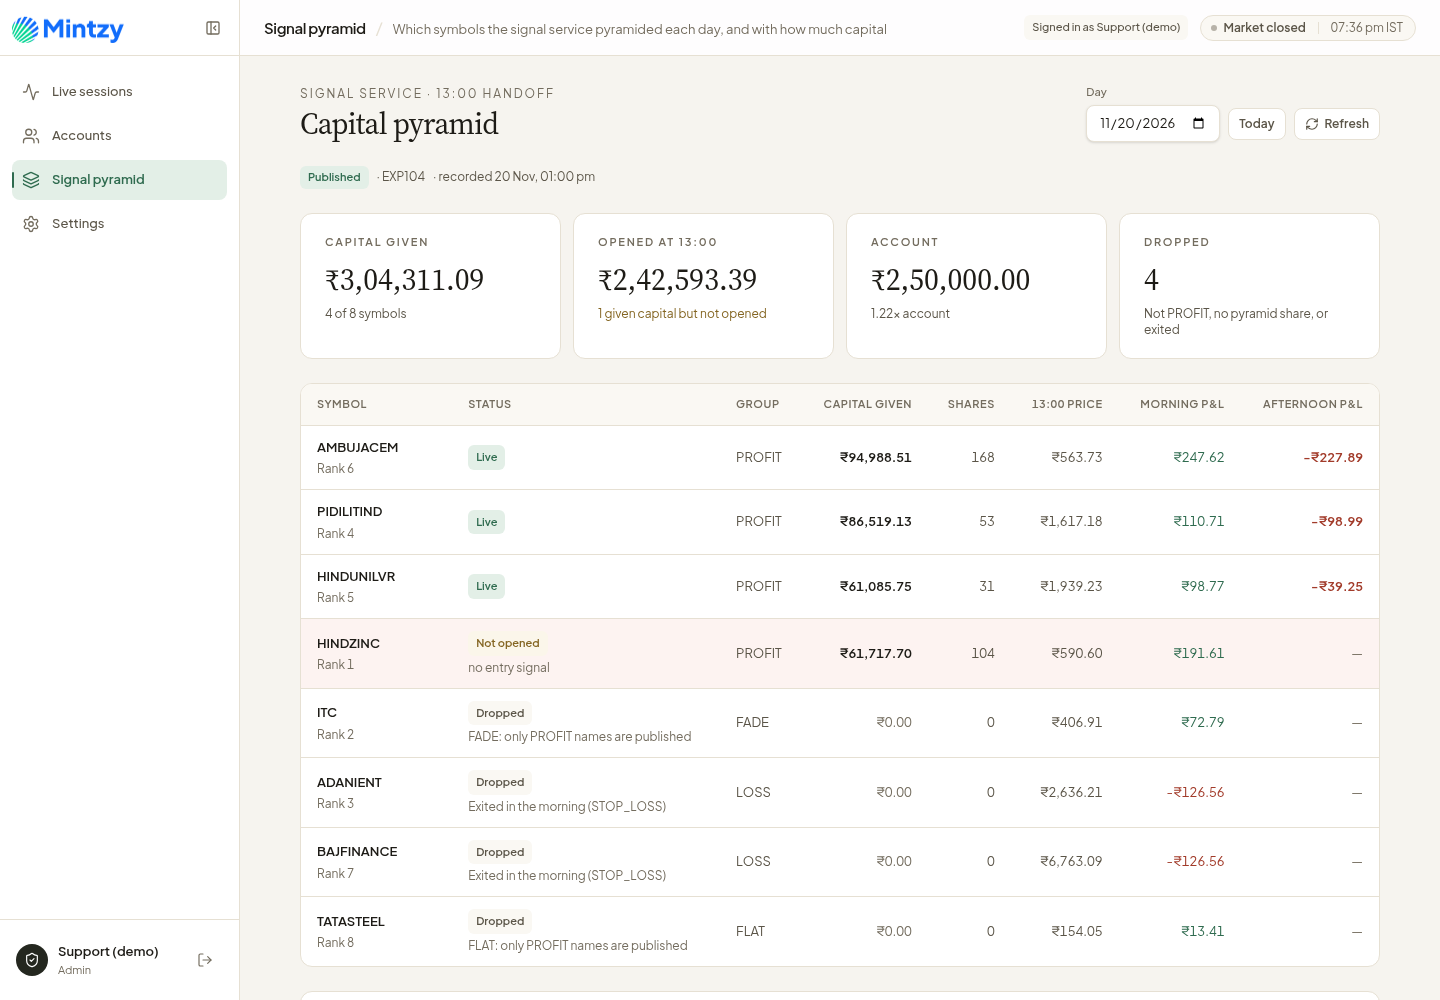 Mintzy
Signal pyramid / Which symbols the signal service pyramided each day, and with how much capital
Signed in as Support (demo)
Market closed | 07:36 pm IST
Live sessions
Accounts
Signal pyramid
Settings
SIGNAL SERVICE · 13:00 HANDOFF
Capital pyramid
Day
11/20/2026
Today
Refresh
Published · EXP104 · recorded 20 Nov, 01:00 pm
CAPITAL GIVEN
₹3,04,311.09
4 of 8 symbols
OPENED AT 13:00
₹2,42,593.39
1 given capital but not opened
ACCOUNT
₹2,50,000.00
1.22× account
DROPPED
4
Not PROFIT, no pyramid share, or
exited
SYMBOL STATUS GROUP CAPITAL GIVEN SHARES 13:00 PRICE MORNING P&L AFTERNOON P&L
AMBUJACEM
Rank 6
Live PROFIT ₹94,988.51 168 ₹563.73 ₹247.62 -₹227.89
PIDILITIND
Rank 4
Live PROFIT ₹86,519.13 53 ₹1,617.18 ₹110.71 -₹98.99
HINDUNILVR
Rank 5
Live PROFIT ₹61,085.75 31 ₹1,939.23 ₹98.77 -₹39.25
HINDZINC
Rank 1
Not opened
no entry signal
PROFIT ₹61,717.70 104 ₹590.60 ₹191.61 —
ITC
Rank 2
Dropped
FADE: only PROFIT names are published
FADE ₹0.00 0 ₹406.91 ₹72.79 —
ADANIENT
Rank 3
Dropped
Exited in the morning (STOP_LOSS)
LOSS ₹0.00 0 ₹2,636.21 -₹126.56 —
BAJFINANCE
Rank 7
Dropped
Exited in the morning (STOP_LOSS)
LOSS ₹0.00 0 ₹6,763.09 -₹126.56 —
TATASTEEL
Rank 8
Dropped
FLAT: only PROFIT names are published
FLAT ₹0.00 0 ₹154.05 ₹13.41 —
Support (demo)
Admin